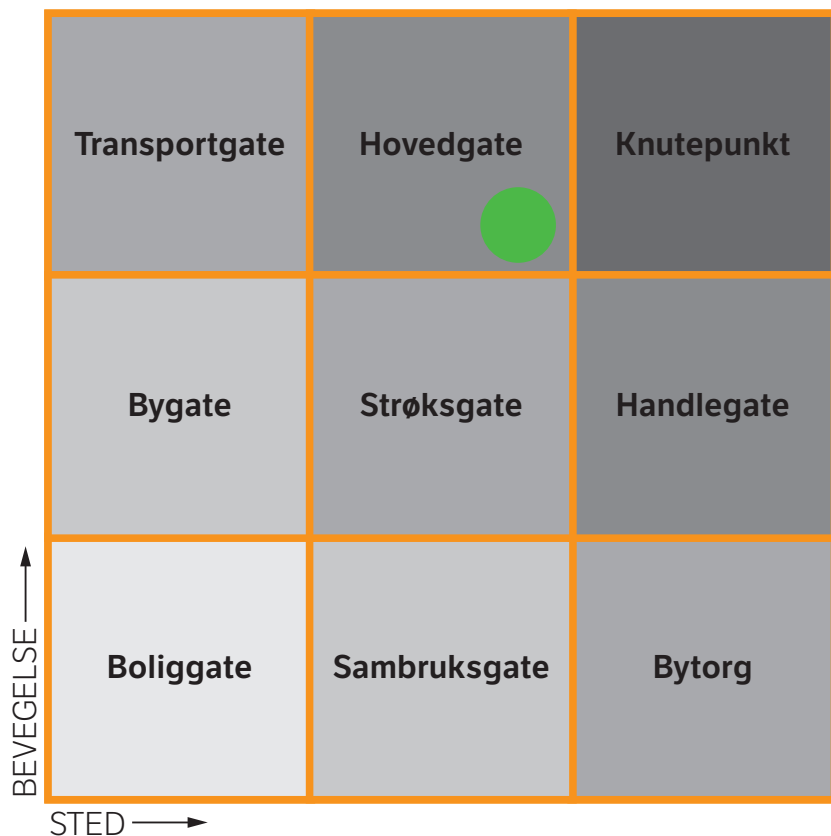 Transportgate
Hovedgate
Knutepunkt
Bygate
Strøksgate
Handlegate
Boliggate
Sambruksgate
Bytorg
BEVEGELSE
STED